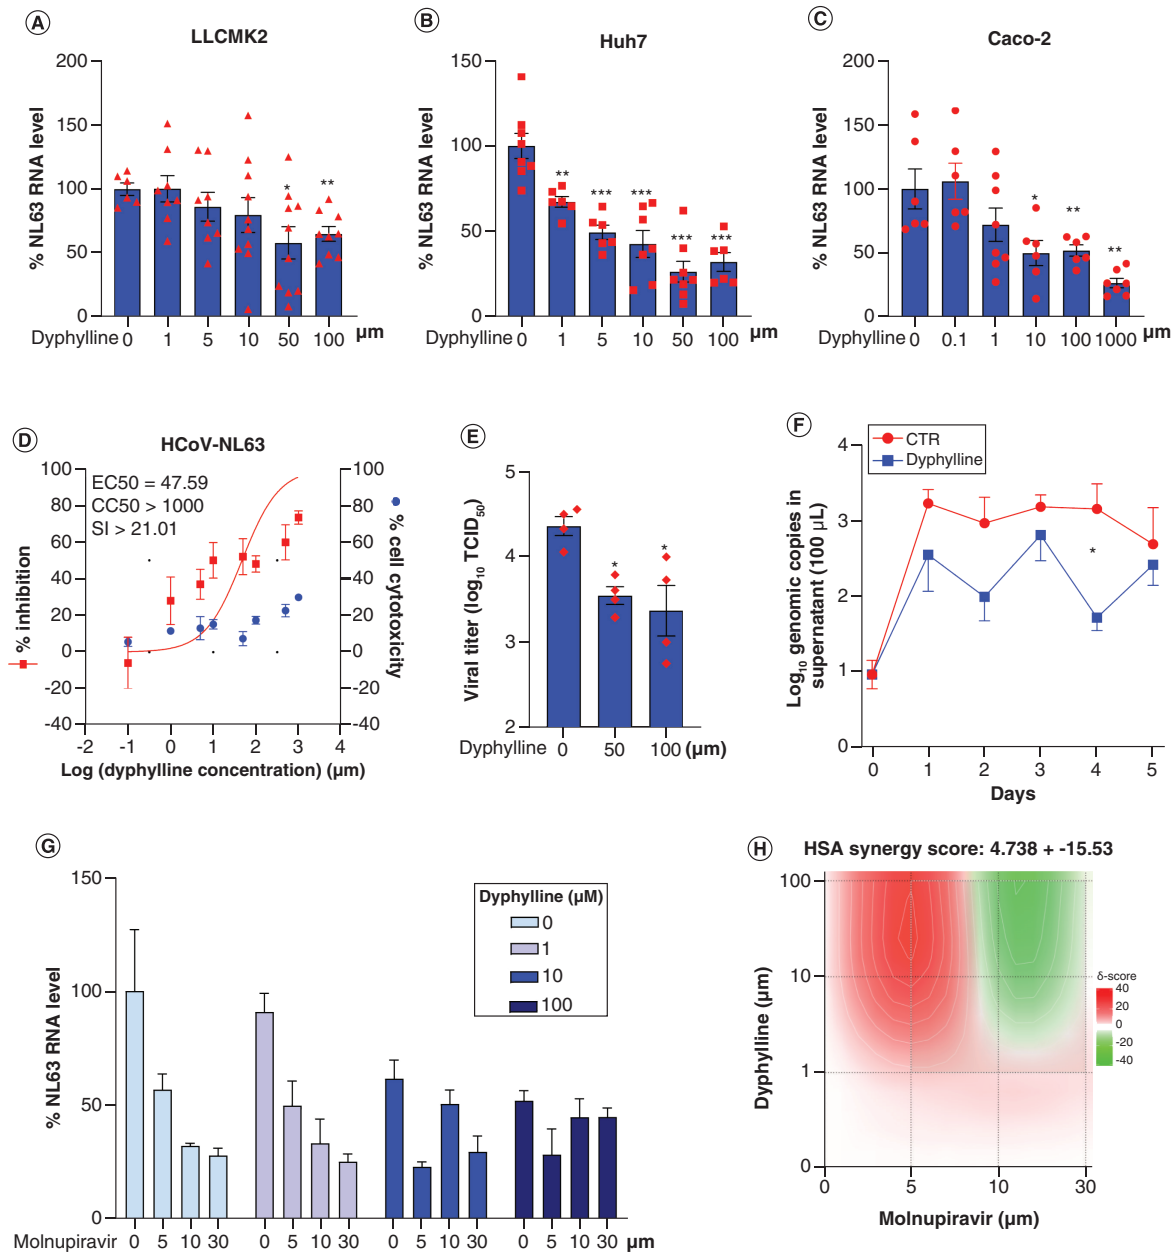 A
LLCMK2
% NL63 RNA level
200
150
100
50
0
*
**
Dyphylline 0 1 5 10 50 100 µm
B
Huh7
% NL63 RNA level
150
100
50
0
**
***
***
***
***
Dyphylline 0 1 5 10 50 100 µm
C
Caco-2
% NL63 RNA level
200
150
100
50
0
*
**
**
Dyphylline 0 0.1 1 10 100 1000 µm
D
HCoV-NL63
EC50 = 47.59
CC50 > 1000
SI > 21.01
% inhibition
100
80
60
40
20
0
-20
-40
100
80
60
40
20
0
-20
-40
% cell cytotoxicity
-2 -1 0 1 2 3 4
Log (dyphylline concentration) (µm)
E
Viral titer (log10 TCID50)
5
4
3
2
*
*
Dyphylline 0 50 100 (µm)
F
CTR
Dyphylline
Log10 genomic copies in
supernatant (100 µL)
4
3
2
1
0
*
0 1 2 3 4 5
Days
G
% NL63 RNA level
150
100
50
0
Dyphylline (µM)
0
1
10
100
Molnupiravir 0 5 10 30 0 5 10 30 0 5 10 30 0 5 10 30 µm
H
HSA synergy score: 4.738 + -15.53
Dyphylline (µm)
100
10
1
0
0 5 10 30
Molnupiravir (µm)
δ-score
40
20
0
-20
-40